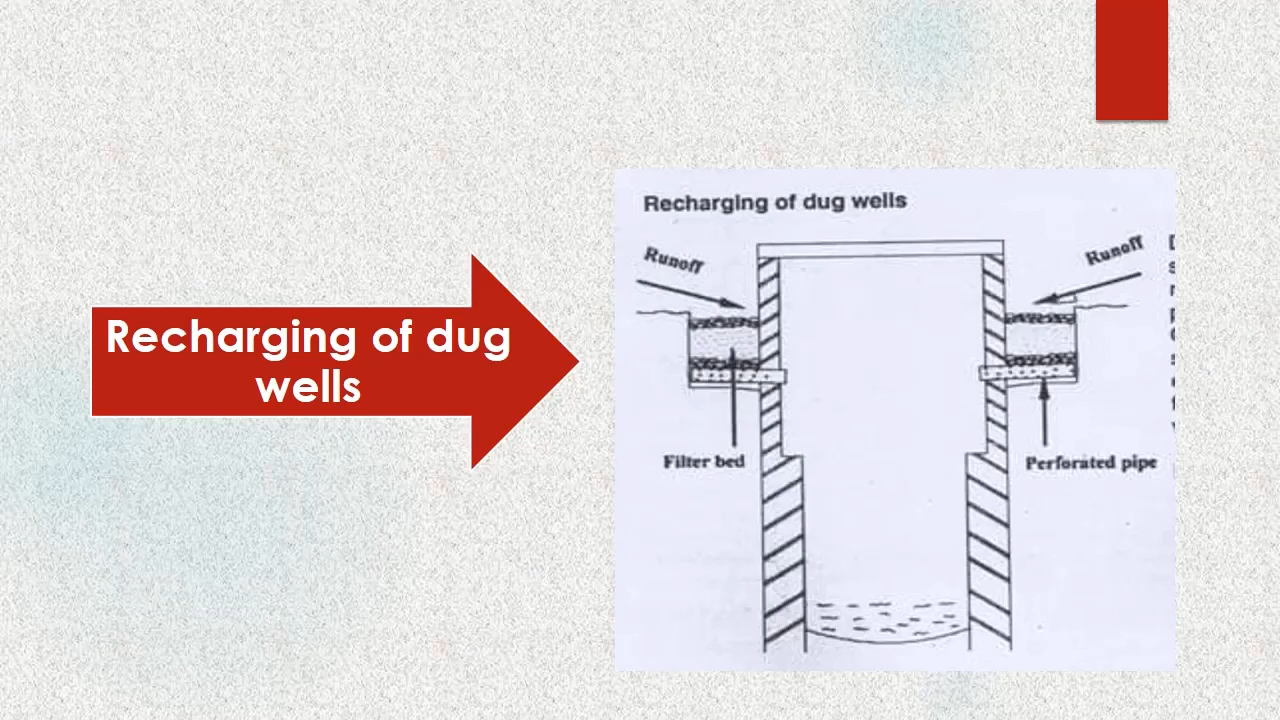 Recharging of dug
wells
Recharging of dug wells
Runoff
Runoff
Filter bed
Perforated pipe